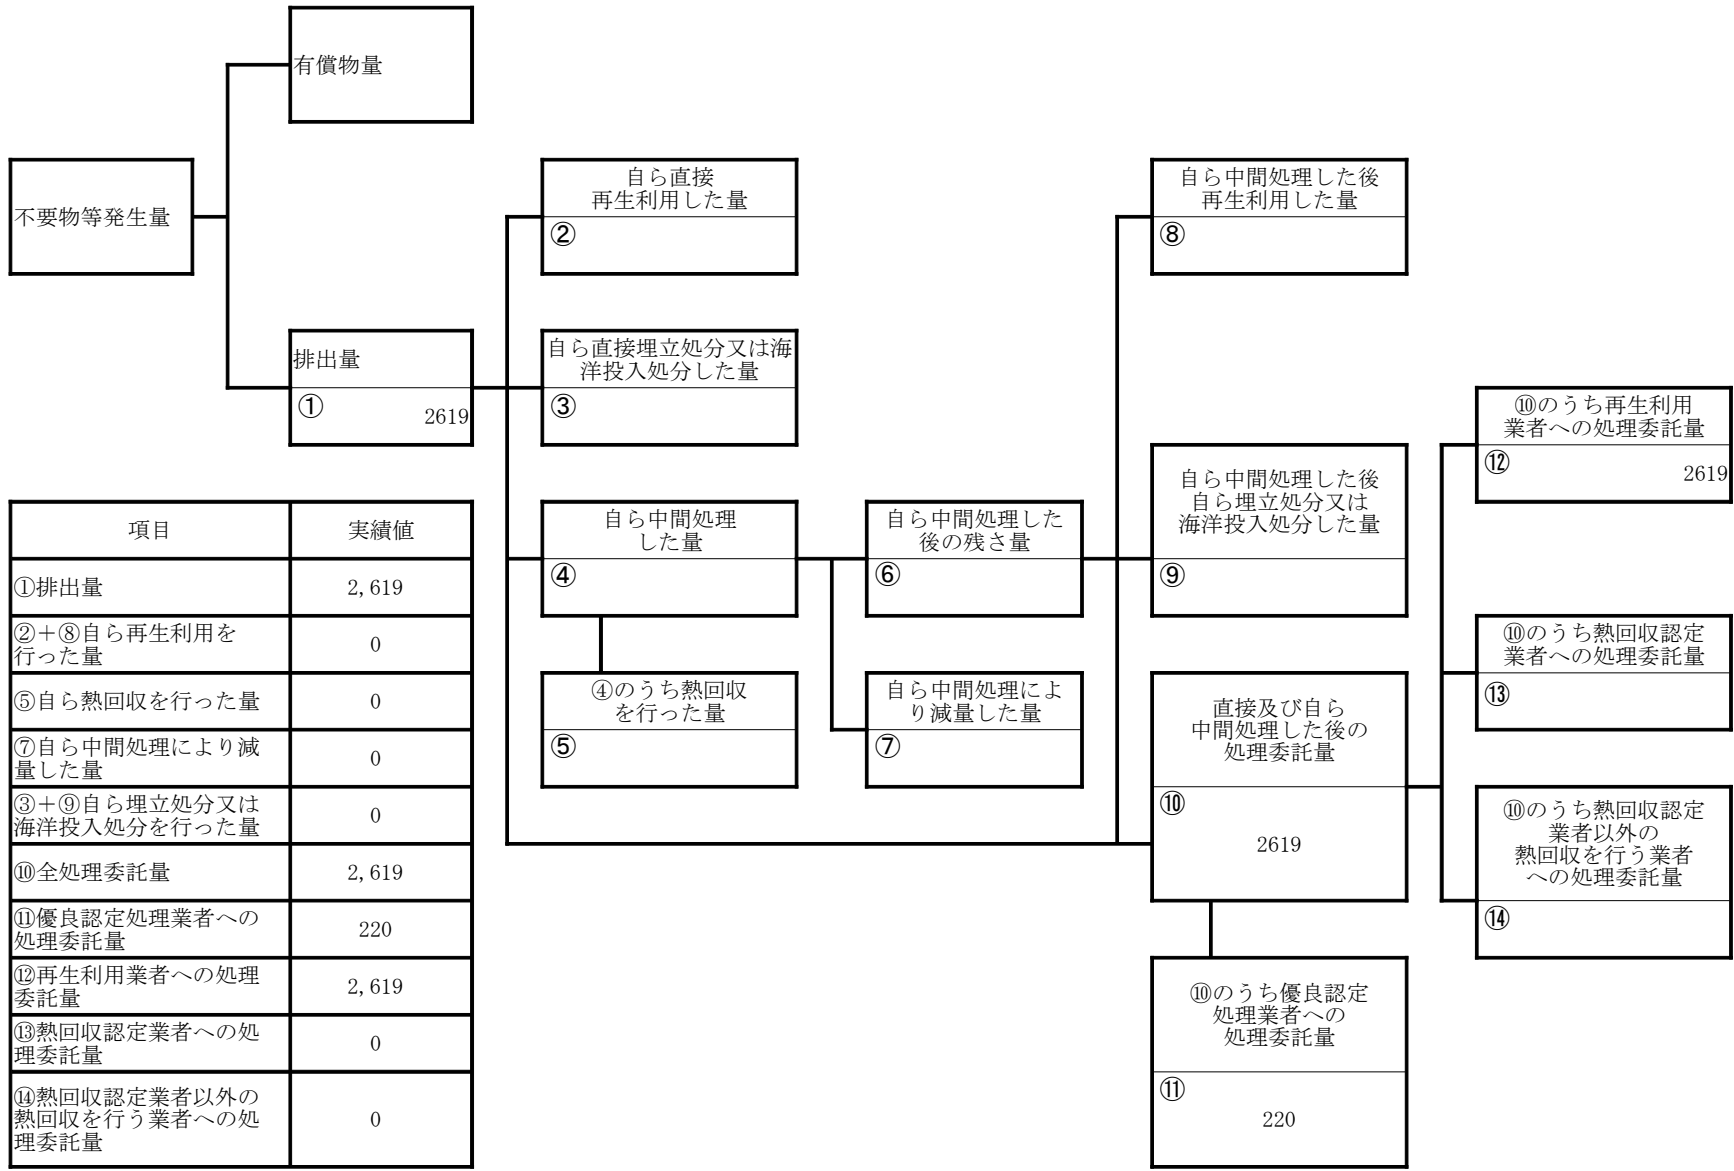 有償物量
不要物等発生量
自ら直接
再生利用した量
②
自ら中間処理した後
再生利用した量
⑧
排出量
①
2619
自ら直接埋立処分又は海
洋投入処分した量
③
⑩のうち再生利用
業者への処理委託量
⑫
2619
自ら中間処理
した量
④
自ら中間処理した
後の残さ量
⑥
自ら中間処理した後
自ら埋立処分又は
海洋投入処分した量
⑨
⑩のうち熱回収認定
業者への処理委託量
⑬
④のうち熱回収
を行った量
⑤
自ら中間処理によ
り減量した量
⑦
直接及び自ら
中間処理した後の
処理委託量
⑩
2619
⑩のうち熱回収認定
業者以外の
熱回収を行う業者
への処理委託量
⑭
⑩のうち優良認定
処理業者への
処理委託量
⑪
220
項目 実績値
①排出量 2,619
②+⑧自ら再生利用を
行った量 0
⑤自ら熱回収を行った量 0
⑦自ら中間処理により減
量した量 0
③+⑨自ら埋立処分又は
海洋投入処分を行った量 0
⑩全処理委託量 2,619
⑪優良認定処理業者への
処理委託量 220
⑫再生利用業者への処理
委託量 2,619
⑬熱回収認定業者への処
理委託量 0
⑭熱回収認定業者以外の
熱回収を行う業者への処
理委託量 0